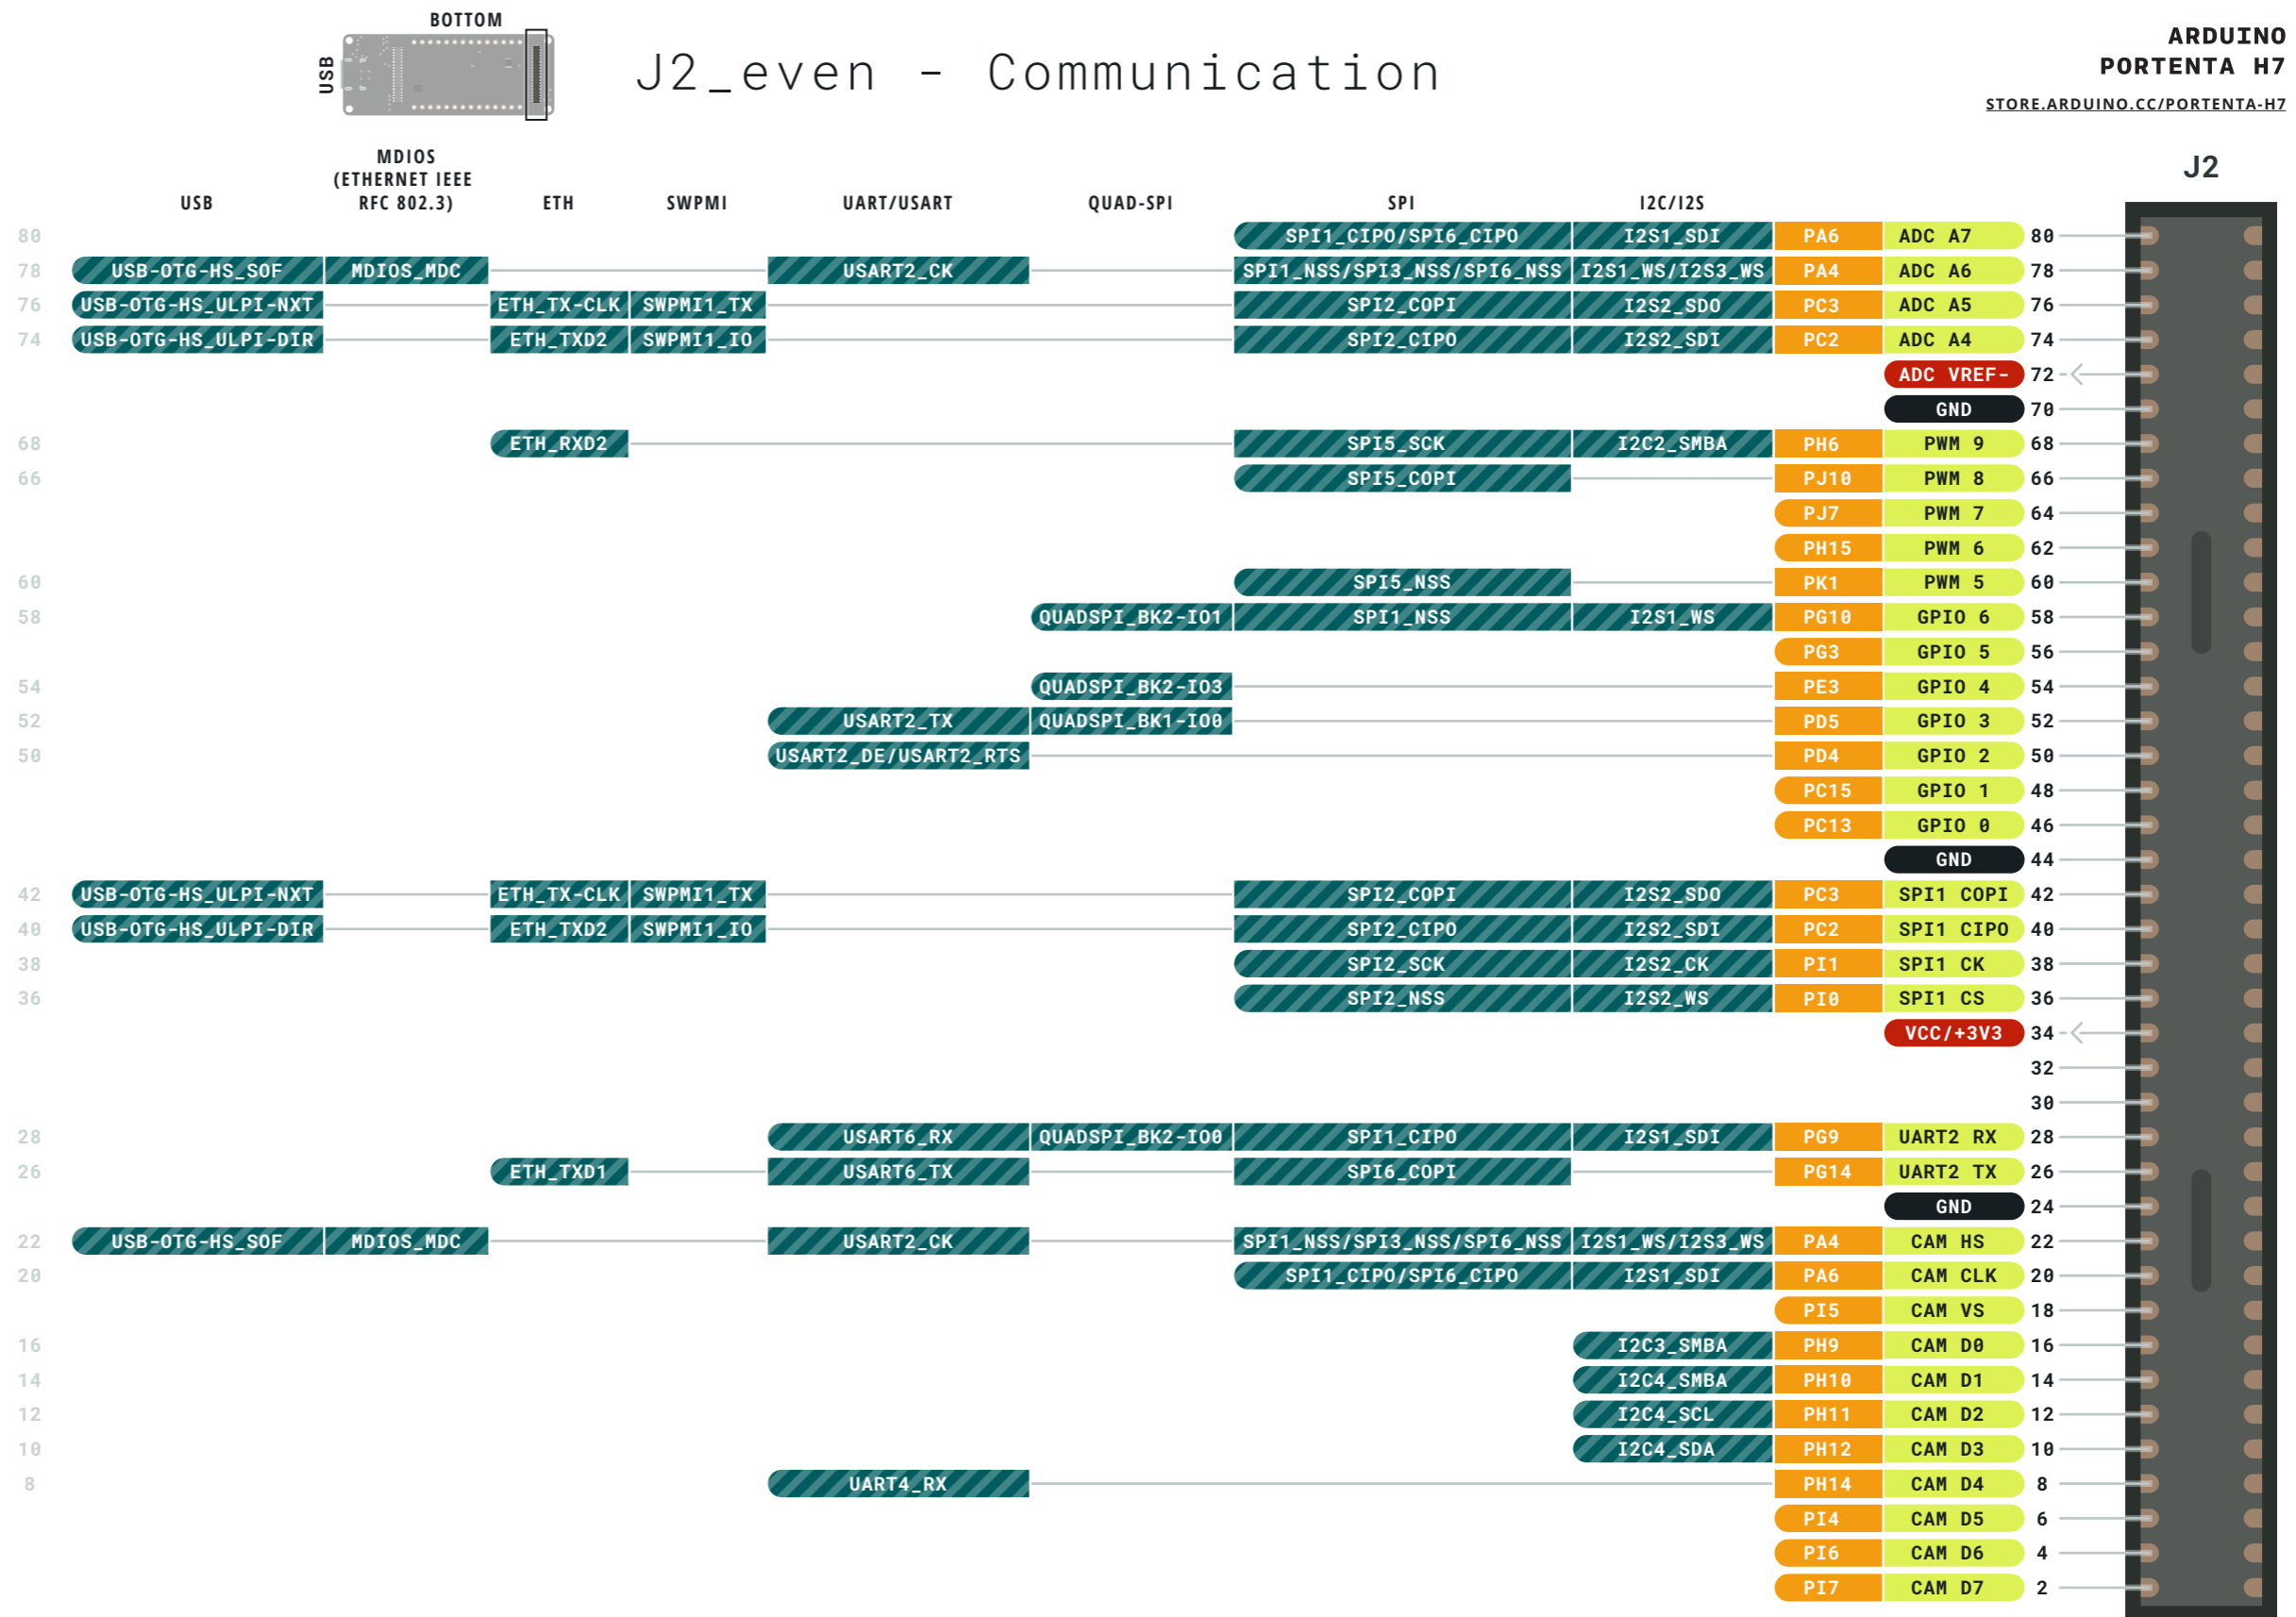 BOTTOM
USB
J2_even - Communication
ARDUINO
PORTENTA H7
STORE.ARDUINO.CC/PORTENTA-H7
J2
USB MDIOS (ETHERNET IEEE RFC 802.3) ETH SWPMI UART/USART QUAD-SPI SPI I2C/I2S
80 SPI1_CIPO/SPI6_CIPO I2S1_SDI PA6 ADC A7 80
78 USB-OTG-HS_SOF MDIOS_MDC USART2_CK SPI1_NSS/SPI3_NSS/SPI6_NSS I2S1_WS/I2S3_WS PA4 ADC A6 78
76 USB-OTG-HS_ULPI-NXT ETH_TX-CLK SWPMI1_TX SPI2_COPI I2S2_SDO PC3 ADC A5 76
74 USB-OTG-HS_ULPI-DIR ETH_TXD2 SWPMI1_IO SPI2_CIPO I2S2_SDI PC2 ADC A4 74
ADC VREF- 72
GND 70
68 ETH_RXD2 SPI5_SCK I2C2_SMBA PH6 PWM 9 68
66 SPI5_COPI PJ10 PWM 8 66
PJ7 PWM 7 64
PH15 PWM 6 62
60 SPI5_NSS PK1 PWM 5 60
58 QUADSPI_BK2-IO1 SPI1_NSS I2S1_WS PG10 GPIO 6 58
PG3 GPIO 5 56
54 QUADSPI_BK2-IO3 PE3 GPIO 4 54
52 USART2_TX QUADSPI_BK1-IO0 PD5 GPIO 3 52
50 USART2_DE/USART2_RTS PD4 GPIO 2 50
PC15 GPIO 1 48
PC13 GPIO 0 46
GND 44
42 USB-OTG-HS_ULPI-NXT ETH_TX-CLK SWPMI1_TX SPI2_COPI I2S2_SDO PC3 SPI1 COPI 42
40 USB-OTG-HS_ULPI-DIR ETH_TXD2 SWPMI1_IO SPI2_CIPO I2S2_SDI PC2 SPI1 CIPO 40
38 SPI2_SCK I2S2_CK PI1 SPI1 CK 38
36 SPI2_NSS I2S2_WS PI0 SPI1 CS 36
VCC/+3V3 34
32
30
28 USART6_RX QUADSPI_BK2-IO0 SPI1_CIPO I2S1_SDI PG9 UART2 RX 28
26 ETH_TXD1 USART6_TX SPI6_COPI PG14 UART2 TX 26
GND 24
22 USB-OTG-HS_SOF MDIOS_MDC USART2_CK SPI1_NSS/SPI3_NSS/SPI6_NSS I2S1_WS/I2S3_WS PA4 CAM HS 22
20 SPI1_CIPO/SPI6_CIPO I2S1_SDI PA6 CAM CLK 20
PI5 CAM VS 18
16 I2C3_SMBA PH9 CAM D0 16
14 I2C4_SMBA PH10 CAM D1 14
12 I2C4_SCL PH11 CAM D2 12
10 I2C4_SDA PH12 CAM D3 10
8 UART4_RX PH14 CAM D4 8
PI4 CAM D5 6
PI6 CAM D6 4
PI7 CAM D7 2